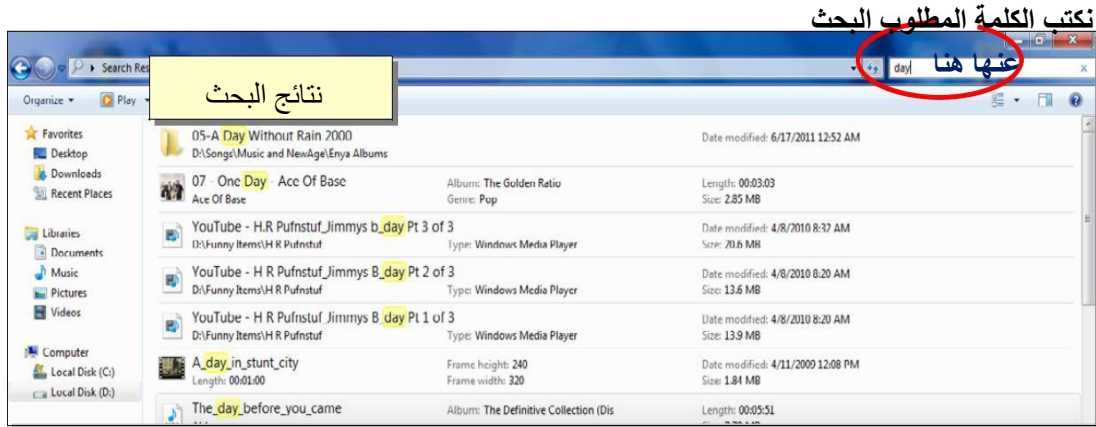 نكتب الكلمة المطلوب البحث
عنها هنا
Search Res
day
نتائج البحث
Organize
Play
Favorites
Desktop
Downloads
Recent Places
Libraries
Documents
Music
Pictures
Videos
Computer
Local Disk (C:)
Local Disk (D:)
05-A Day Without Rain 2000
Date modified: 6/17/2011 12:52 AM
D:\Songs\Music and NewAge\Enya Albums
07 - One Day - Ace Of Base Album: The Golden Ratio Length: 00:03:03
Ace Of Base Genre: Pop Size: 2.85 MB
YouTube - H.R Pufnstuf_Jimmys b_day Pt 3 of 3 Date modified: 4/8/2010 8:32 AM
D:\Funny Items\H R Pufnstuf Type: Windows Media Player Size: 20.6 MB
YouTube - H R Pufnstuf_Jimmys B_day Pt 2 of 3 Date modified: 4/8/2010 8:20 AM
D:\Funny Items\H R Pufnstuf Type: Windows Media Player Size: 13.6 MB
YouTube - H R Pufnstuf_Jimmys B_day Pt 1 of 3 Date modified: 4/8/2010 8:20 AM
D:\Funny Items\H R Pufnstuf Type: Windows Media Player Size: 13.9 MB
A_day_in_stunt_city Frame height: 240 Date modified: 4/11/2009 12:08 PM
Length: 00:01:00 Frame width: 320 Size: 1.84 MB
The_day_before_you_came Album: The Definitive Collection (Dis Length: 00:05:51